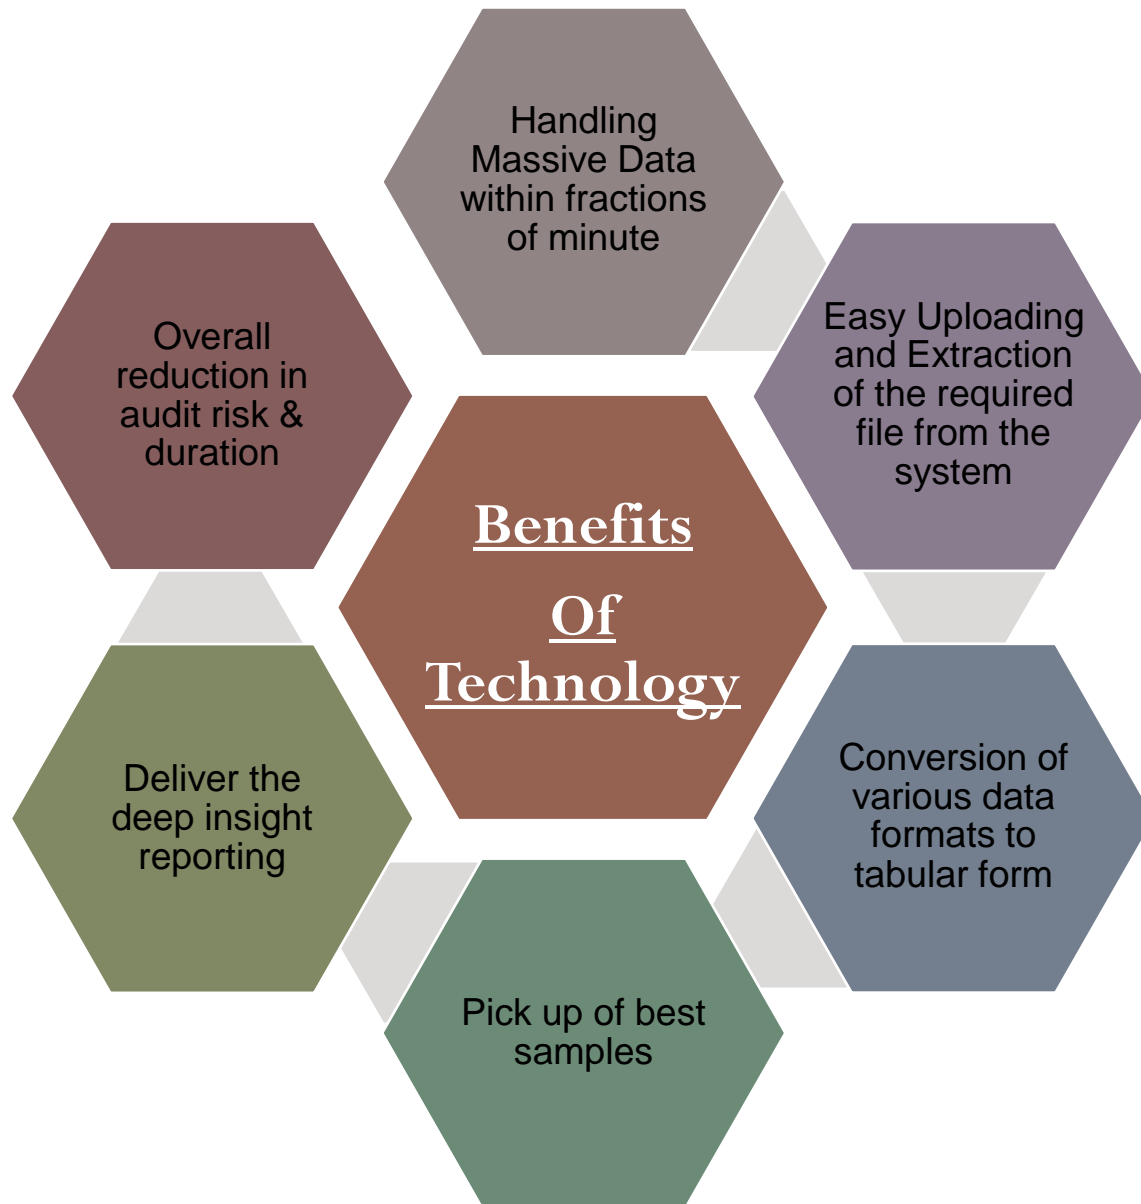 Handling
Massive Data
within fractions
of minute
Easy Uploading
and Extraction
of the required
file from the
system
Overall
reduction in
audit risk &
duration
Benefits
Of
Technology
Conversion of
various data
formats to
tabular form
Deliver the
deep insight
reporting
Pick up of best
samples